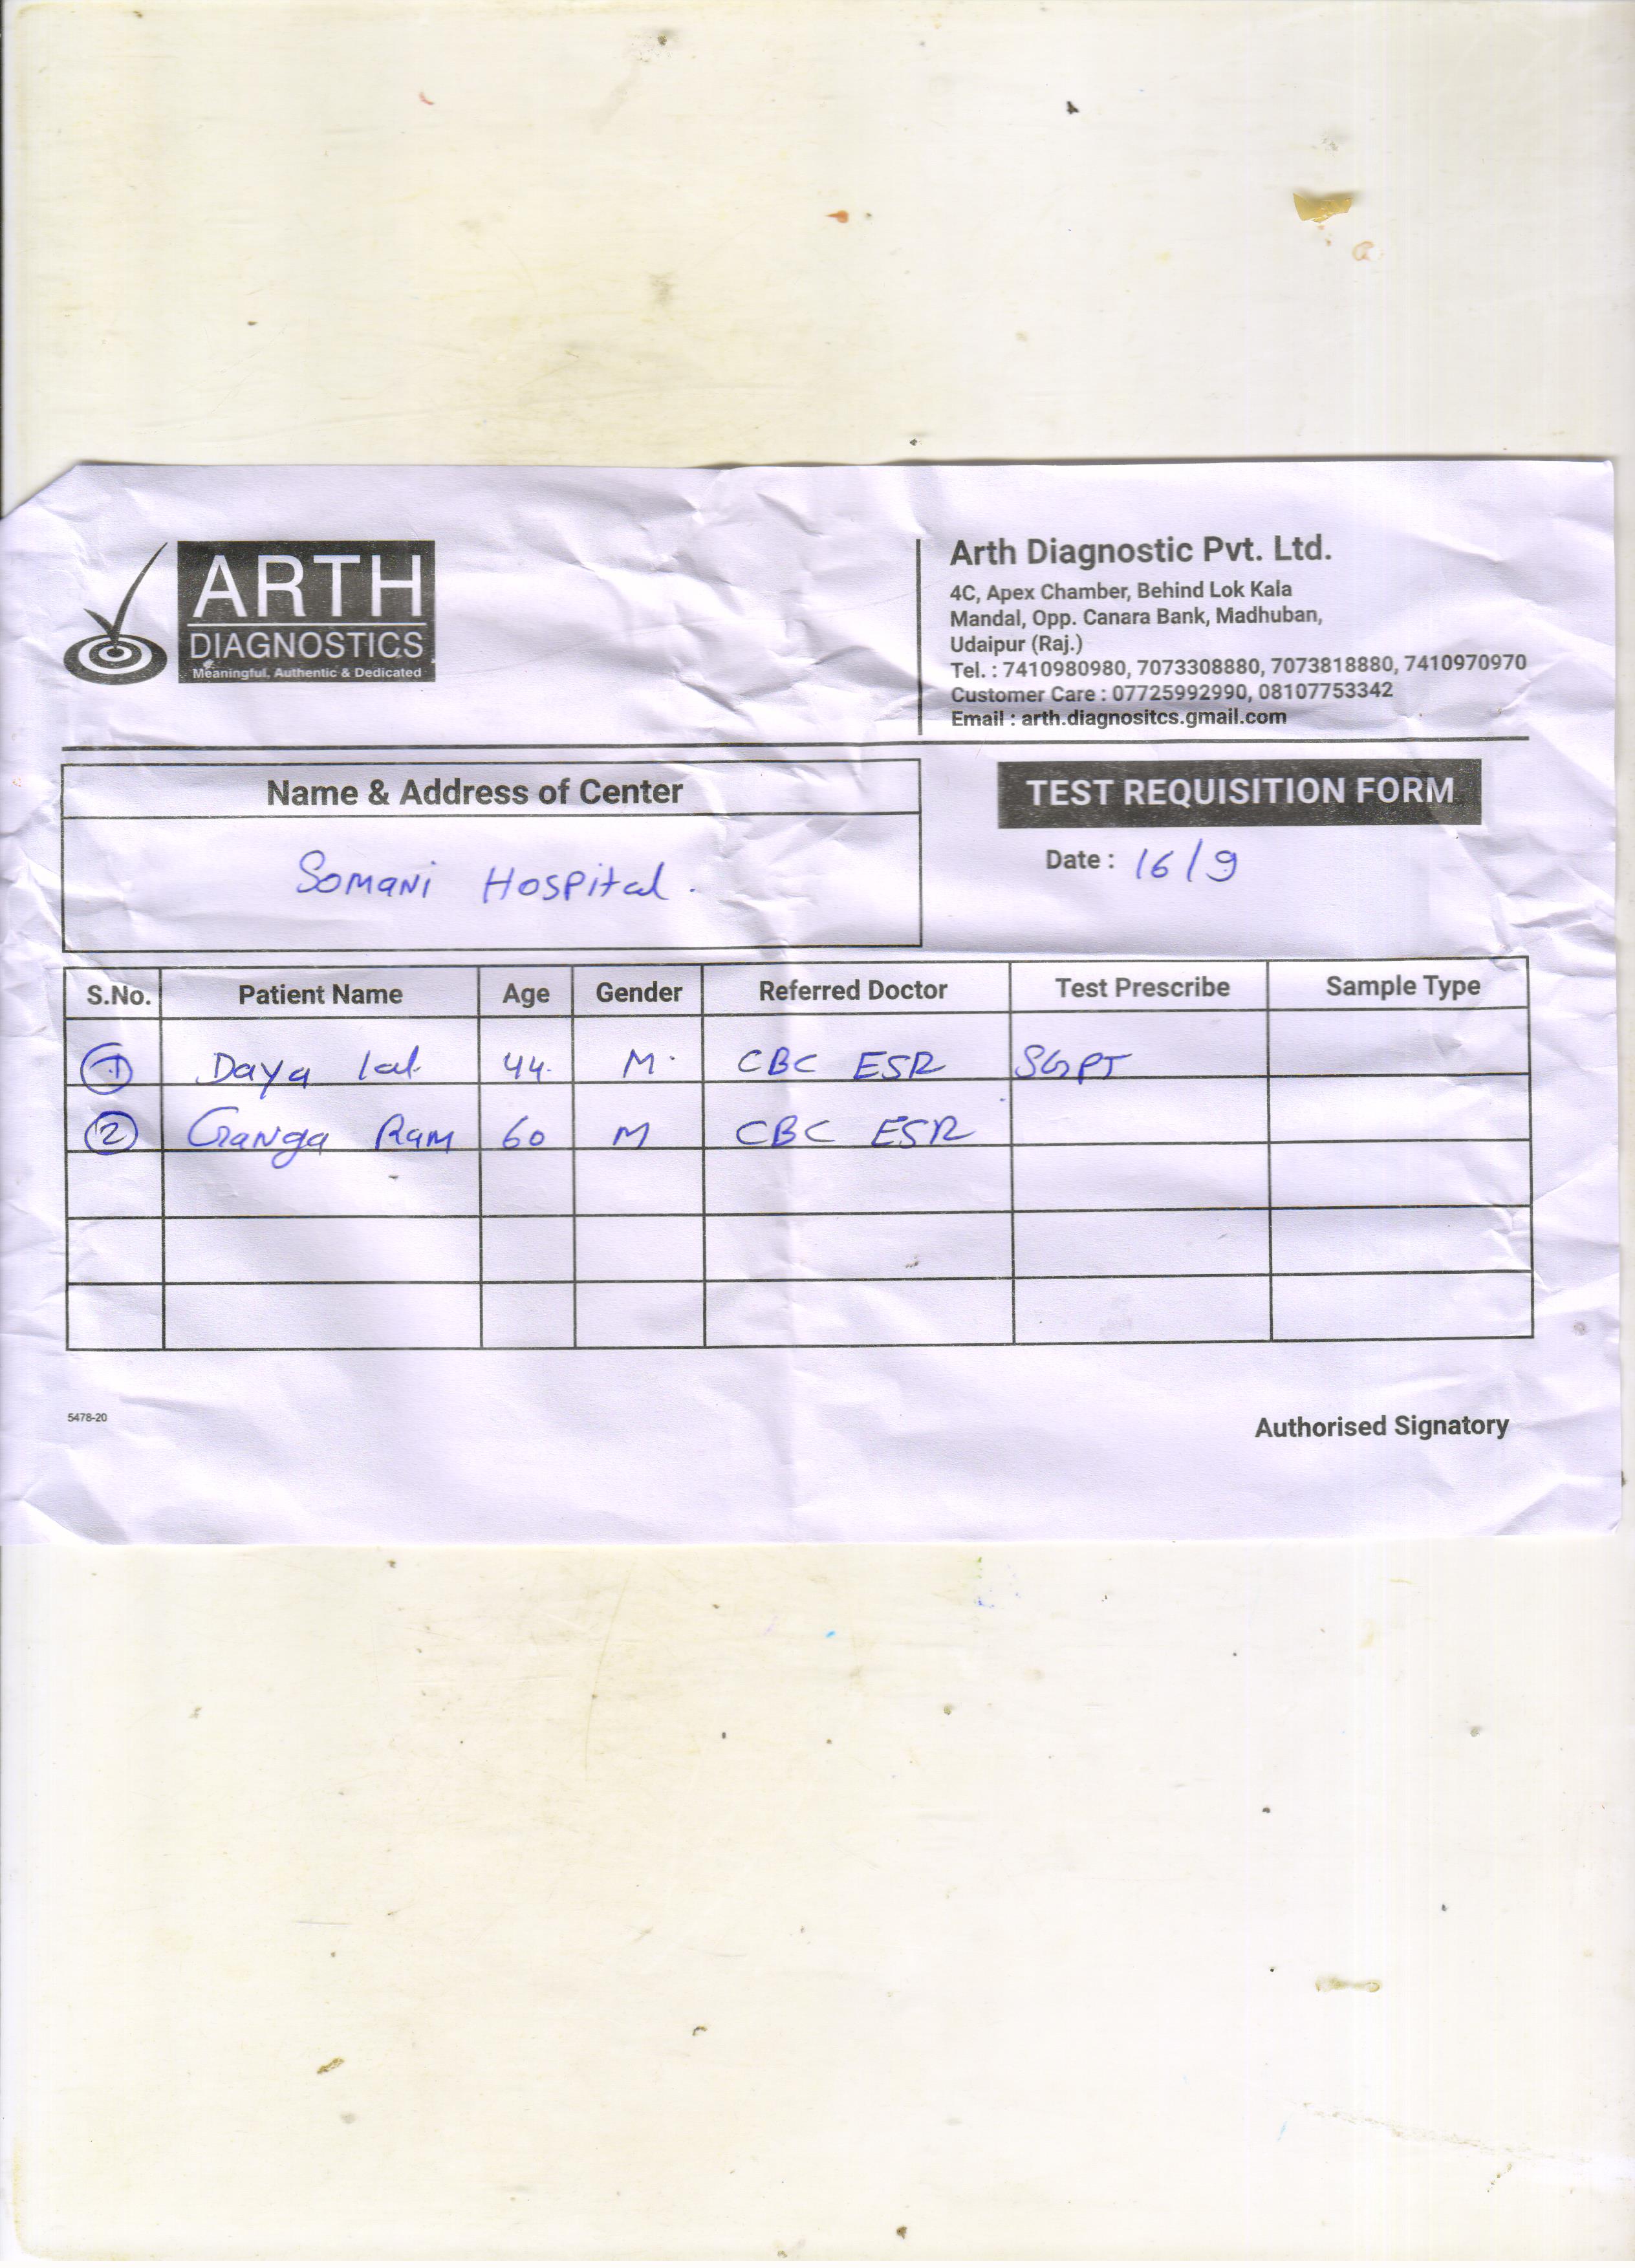 ARTH
DIAGNOSTICS
Meaningful, Authentic & Dedicated
Arth Diagnostic Pvt. Ltd.
4C, Apex Chamber, Behind Lok Kala
Mandal, Opp. Canara Bank, Madhuban,
Udaipur (Raj.)
Tel. : 7410980980, 7073308880, 7073818880, 7410970970
Customer Care : 07725992990, 08107753342
Email : arth.diagnositcs.gmail.com
Name & Address of Center
TEST REQUISITION FORM
Somani Hospital.
Date : 16/9
S.No. Patient Name Age Gender Referred Doctor Test Prescribe Sample Type
1 Daya lal. 44. M. CBC ESR SGPT
2 Ganga Ram 60 M CBC ESR
5478-20
Authorised Signatory